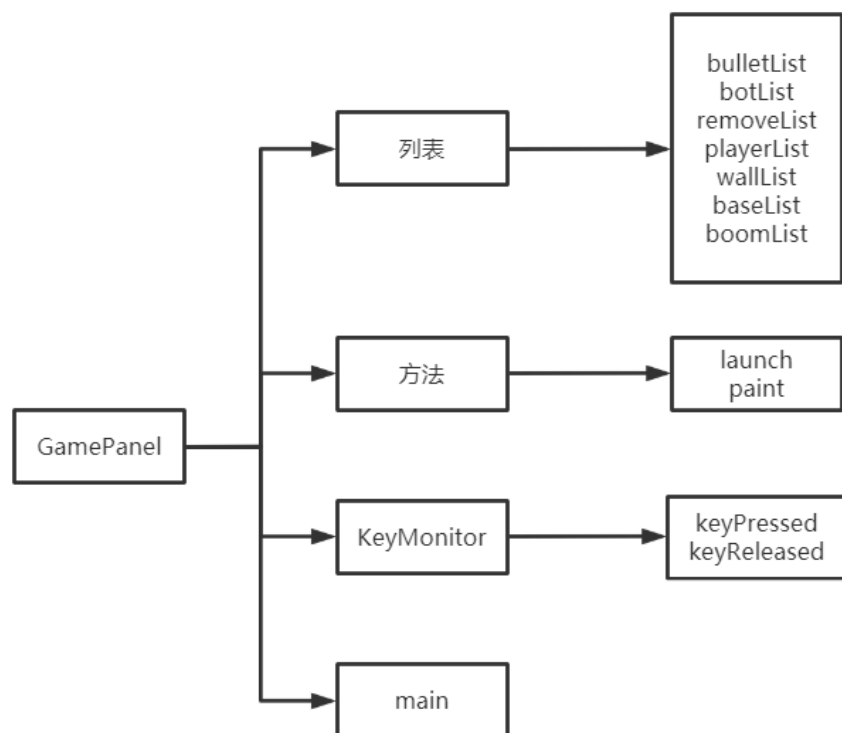 GamePanel
列表
bulletList
botList
removeList
playerList
wallList
baseList
boomList
方法
launch
paint
KeyMonitor
keyPressed
keyReleased
main